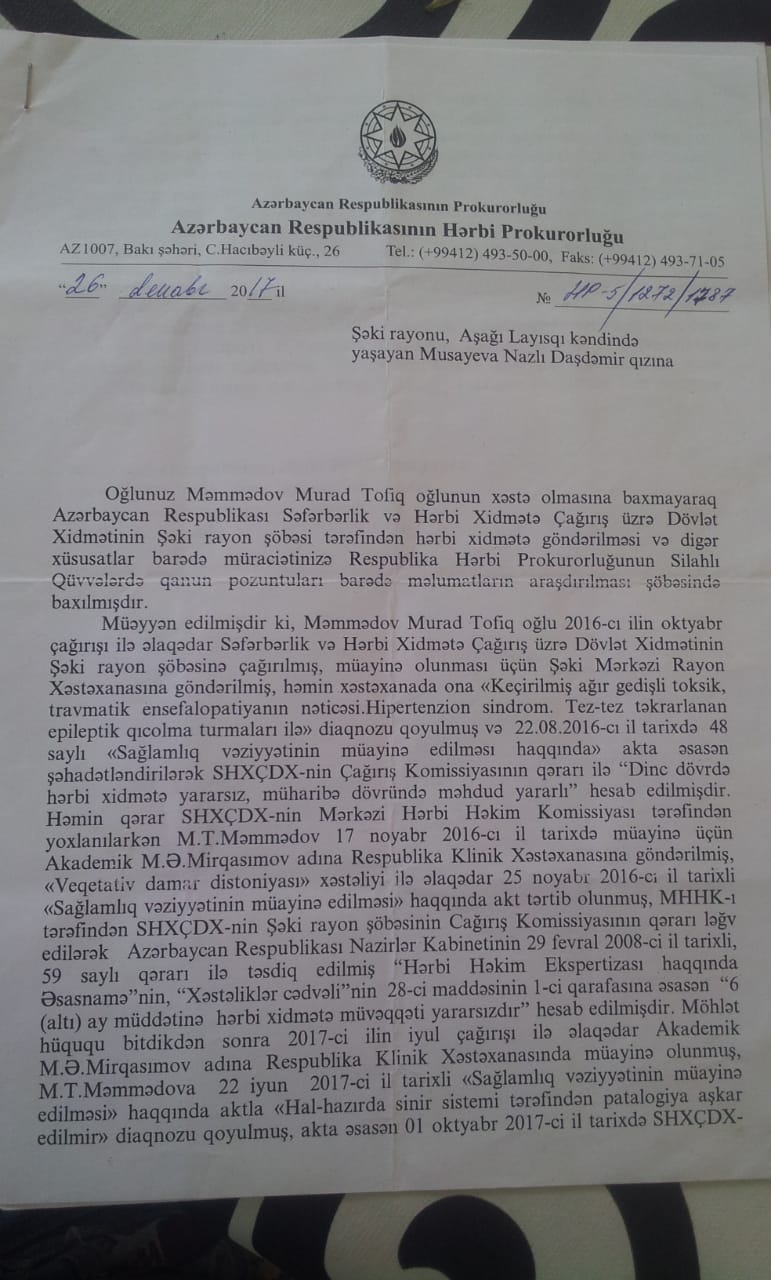 Azərbaycan Respublikasının Prokurorluğu
Azərbaycan Respublikasının Hərbi Prokurorluğu
AZ1007, Bakı şəhəri, C.Hacıbəyli küç., 26 Tel.: (+99412) 493-50-00, Faks: (+99412) 493-71-05
"26" декабр 2017 il № HP-5/1272/1787
Şəki rayonu, Aşağı Layısqı kəndində
yaşayan Musayeva Nazlı Daşdəmir qızına
Oğlunuz Məmmədov Murad Tofiq oğlunun xəstə olmasına baxmayaraq
Azərbaycan Respublikası Səfərbərlik və Hərbi Xidmətə Çağırış üzrə Dövlət
Xidmətinin Şəki rayon şöbəsi tərəfindən hərbi xidmətə göndərilməsi və digər
xüsusatlar barədə müraciətinizə Respublika Hərbi Prokurorluğunun Silahlı
Qüvvələrdə qanun pozuntuları barədə məlumatların araşdırılması şöbəsində
baxılmışdır.
Müəyyən edilmişdir ki, Məmmədov Murad Tofiq oğlu 2016-cı ilin oktyabr
çağırışı ilə əlaqədar Səfərbərlik və Hərbi Xidmətə Çağırış üzrə Dövlət Xidmətinin
Şəki rayon şöbəsinə çağırılmış, müayinə olunması üçün Şəki Mərkəzi Rayon
Xəstəxanasına göndərilmiş, həmin xəstəxanada ona «Keçirilmiş ağır gedişli toksik,
travmatik ensefalopatiyanın nəticəsi.Hipertenzion sindrom. Tez-tez təkrarlanan
epileptik qıcolma turmaları ilə» diaqnozu qoyulmuş və 22.08.2016-cı il tarixdə 48
saylı «Sağlamlıq vəziyyətinin müayinə edilməsı haqqında» akta əsasən
şəhadətləndirilərək SHXÇDX-nin Çağırış Komissiyasının qərarı ilə “Dinc dövrdə
hərbi xidmətə yararsız, müharibə dövründə məhdud yararlı” hesab edilmişdir.
Həmin qərar SHXÇDX-nin Mərkəzi Hərbi Həkim Komissiyası tərəfindən
yoxlanılarkən M.T.Məmmədov 17 noyabr 2016-cı il tarixdə müayinə üçün
Akademik M.Ə.Mirqasımov adına Respublika Klinik Xəstəxanasına göndərilmiş,
«Veqetativ damar distoniyası» xəstəliyi ilə əlaqədar 25 noyabr 2016-cı il tarixli
«Sağlamlıq vəziyyətinin müayinə edilməsi» haqqında akt tərtib olunmuş, MHHK-ı
tərəfindən SHXÇDX-nin Şəki rayon şöbəsinin Cağırış Komissiyasının qərarı ləğv
edilərək Azərbaycan Respublikası Nazirlər Kabinetinin 29 fevral 2008-ci il tarixli,
59 saylı qərarı ilə təsdiq edilmiş “Hərbi Həkim Ekspertizası haqqında
Əsasnamə”nin, “Xəstəliklər cədvəli”nin 28-ci maddəsinin 1-ci qarafasına əsasən “6
(altı) ay müddətinə hərbi xidmətə müvəqqəti yararsızdır” hesab edilmişdir. Möhlət
hüququ bitdikdən sonra 2017-ci ilin iyul çağırışı ilə əlaqədar Akademik
M.Ə.Mirqasımov adına Respublika Klinik Xəstəxanasında müayinə olunmuş,
M.T.Məmmədova 22 iyun 2017-ci il tarixli «Sağlamlıq vəziyyətinin müayinə
edilməsi» haqqında aktla «Hal-hazırda sinir sistemi tərəfindən patalogiya aşkar
edilmir» diaqnozu qoyulmuş, akta əsasən 01 oktyabr 2017-ci il tarixdə SHXÇDX-